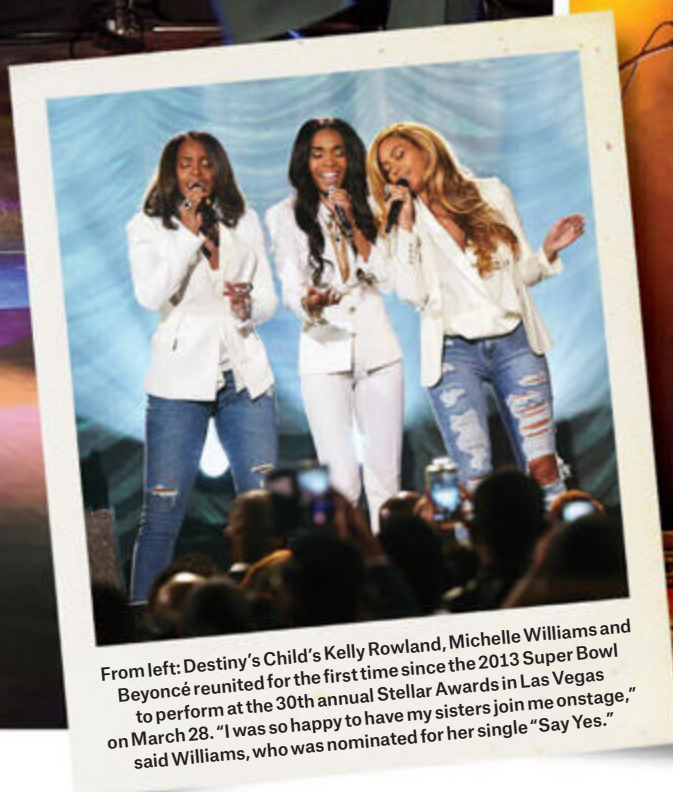 From left: Destiny’s Child’s Kelly Rowland, Michelle Williams and
Beyoncé reunited for the first time since the 2013 Super Bowl
to perform at the 30th annual Stellar Awards in Las Vegas
on March 28. “I was so happy to have my sisters join me onstage,”
said Williams, who was nominated for her single “Say Yes.”